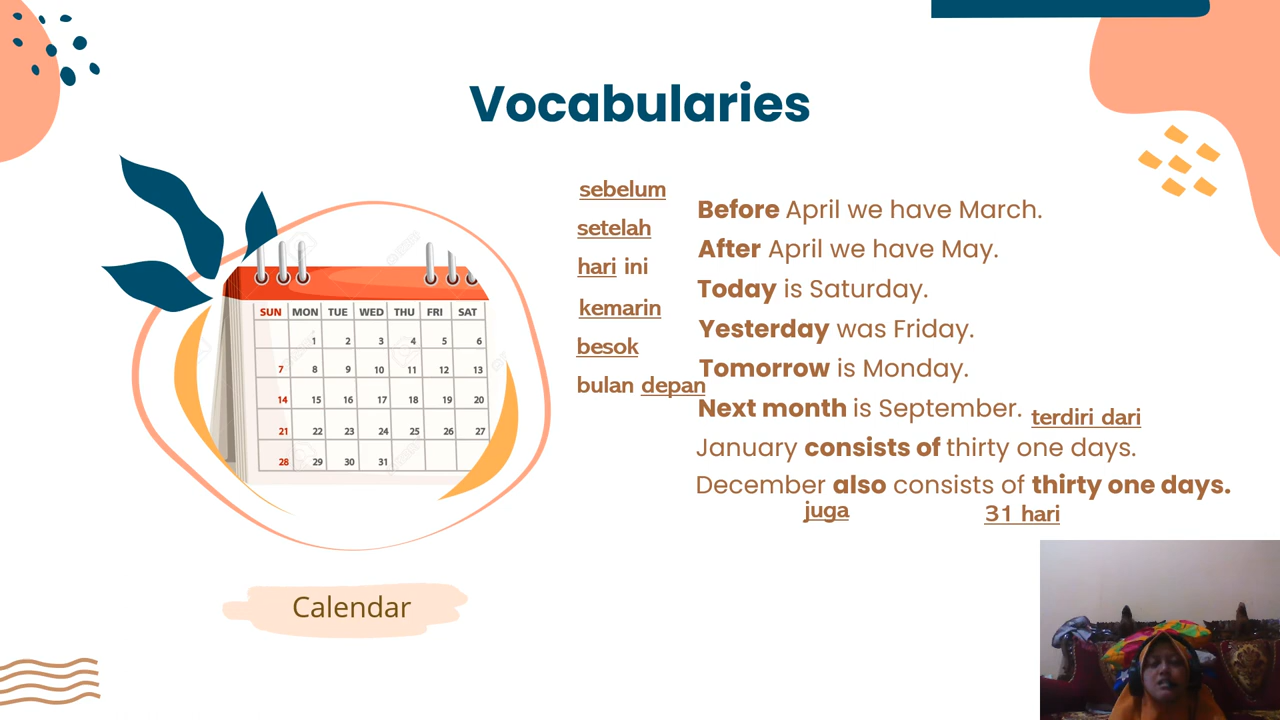 Vocabularies
sebelum
Before April we have March.
setelah
After April we have May.
hari ini
Today is Saturday.
kemarin
Yesterday was Friday.
besok
Tomorrow is Monday.
bulan depan
Next month is September.
terdiri dari
January consists of thirty one days.
December also consists of thirty one days.
juga 31 hari
SUN MON TUE WED THU FRI SAT
1 2 3 4 5 6
7 8 9 10 11 12 13
14 15 16 17 18 19 20
21 22 23 24 25 26 27
28 29 30 31
Calendar